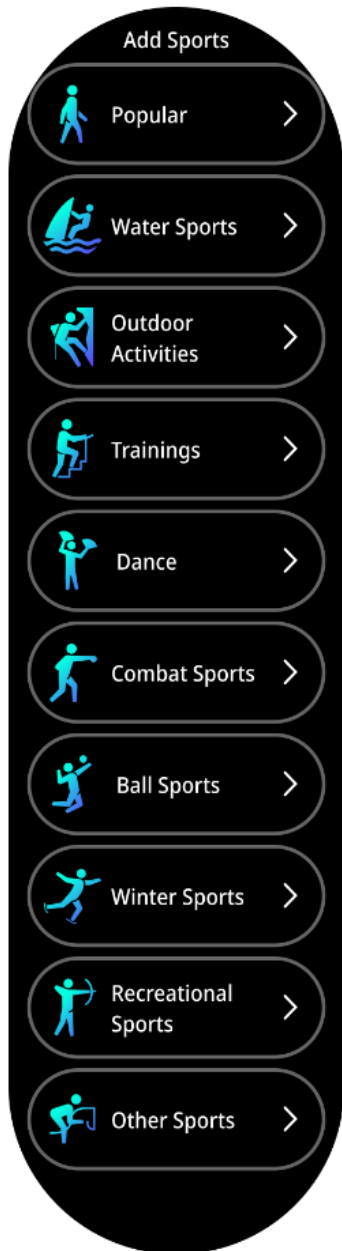 Add Sports
Popular
Water Sports
Outdoor
Activities
Trainings
Dance
Combat Sports
Ball Sports
Winter Sports
Recreational
Sports
Other Sports